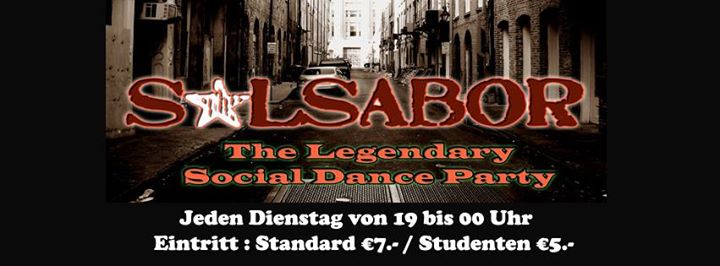 SALSABOR
The Legendary
Social Dance Party
Jeden Dienstag von 19 bis 00 Uhr
Eintritt : Standard €7.- / Studenten €5.-